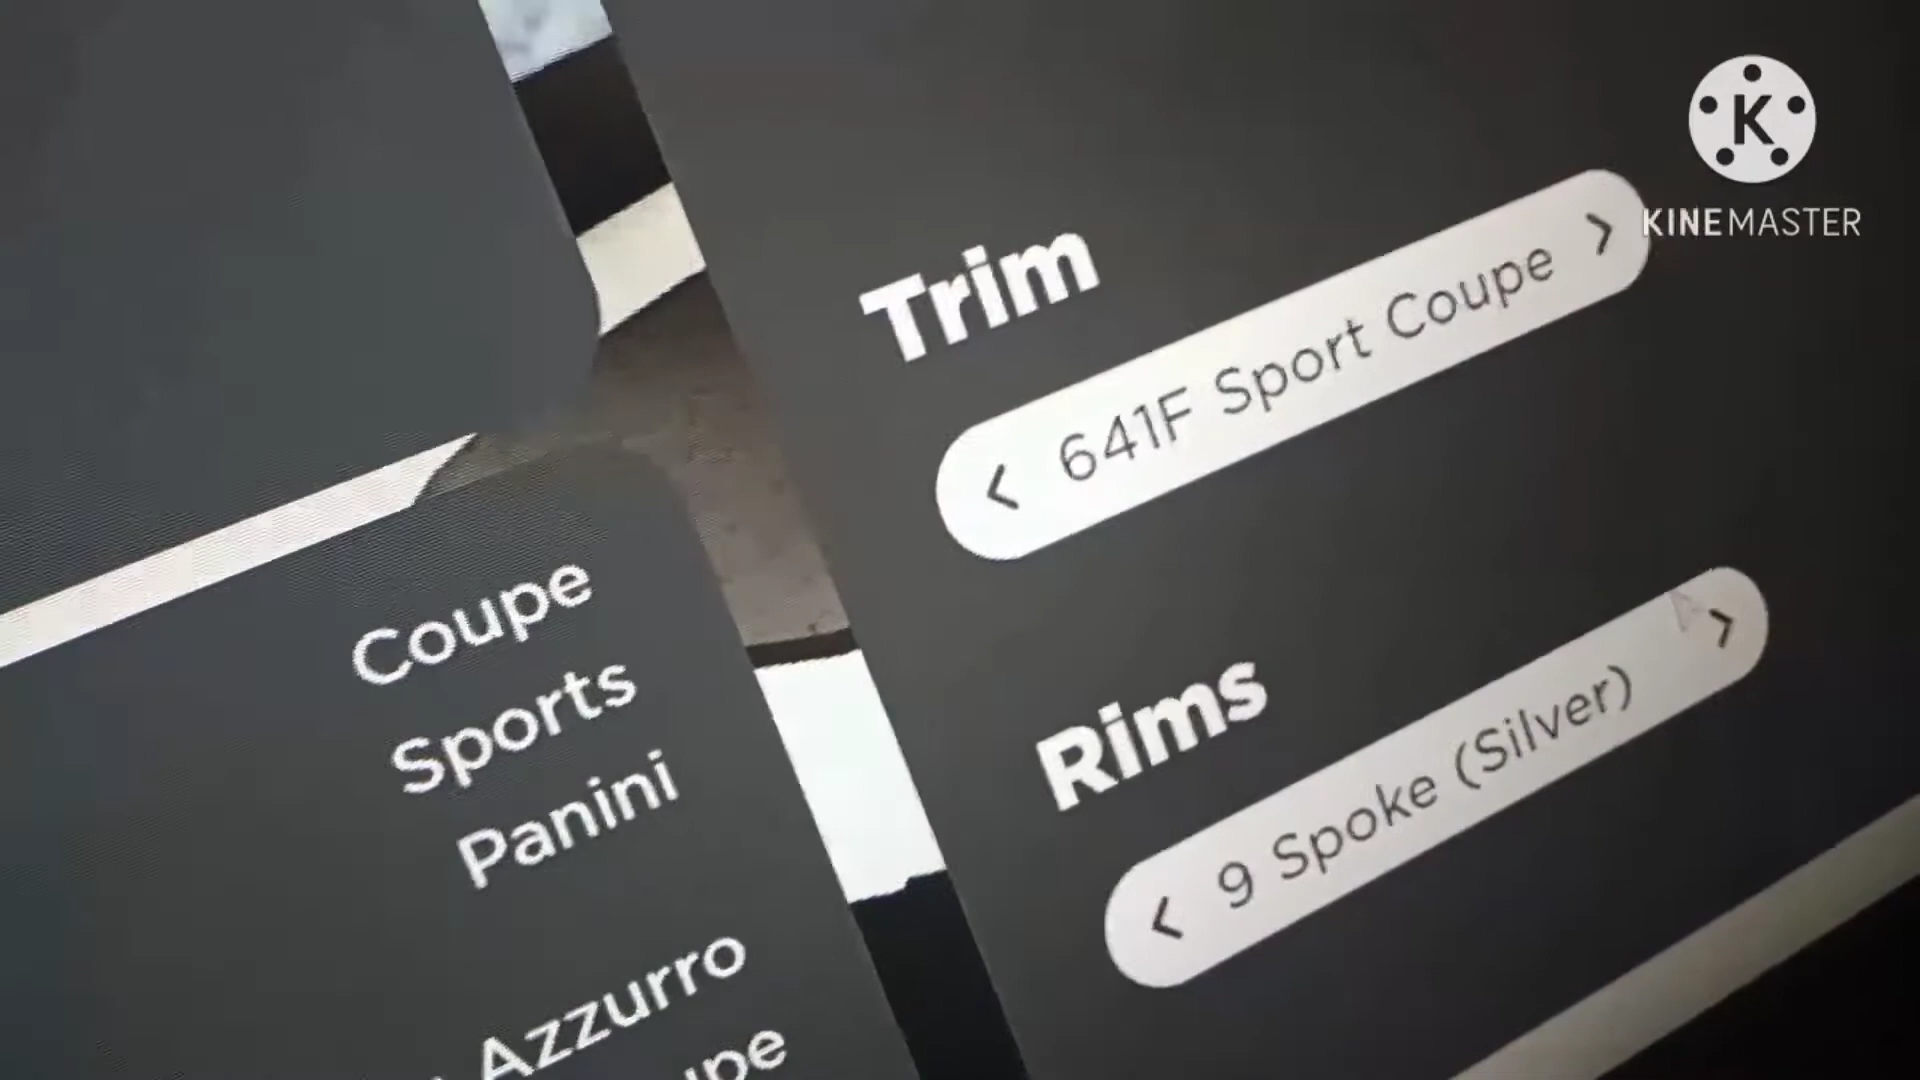 K
KINEMASTER
Trim
< 641F Sport Coupe >
Rims
< 9 Spoke (Silver) >
Coupe
Sports
Panini
Azzurro